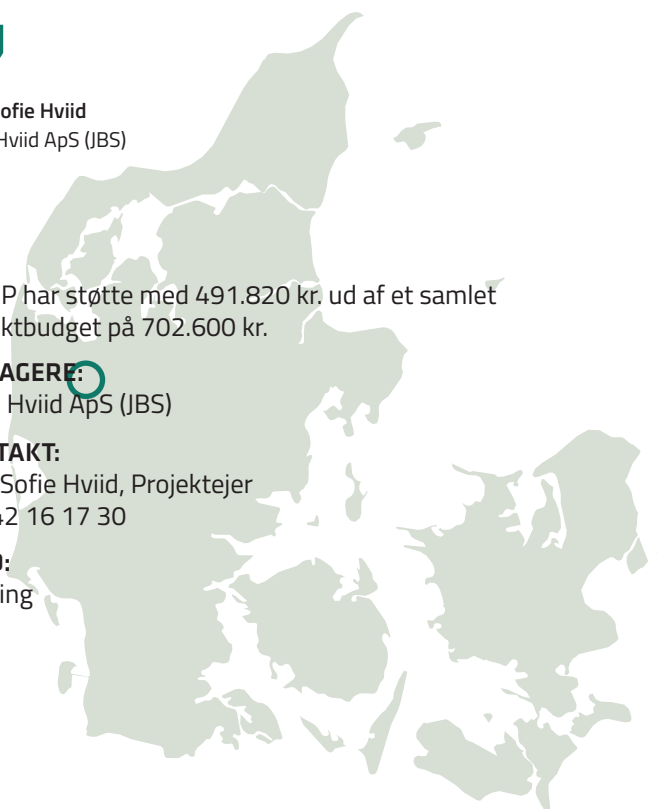 ofie Hviid
Hviid ApS (JBS)
P har støtte med 491.820 kr. ud af et samlet
ktbudget på 702.600 kr.
AGERE:
Hviid ApS (JBS)
TAKT:
Sofie Hviid, Projektejer
42 16 17 30
:
ing